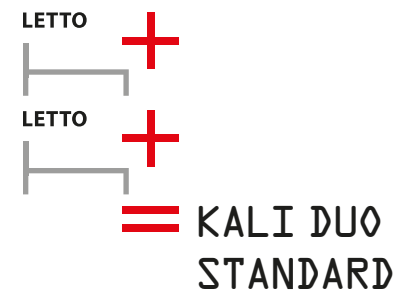 LETTO
+
LETTO
+
= KALI DUO
STANDARD